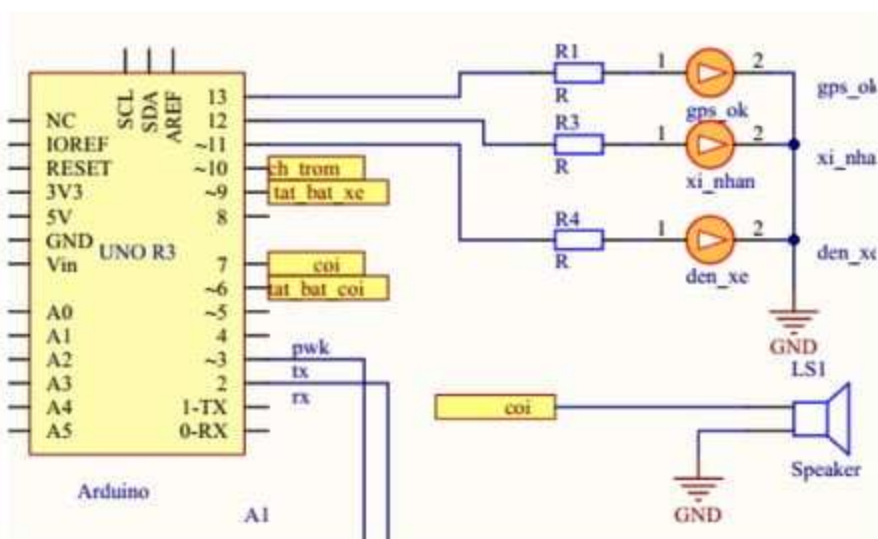 SCL
SDA
AREF
NC
IOREF
RESET
3V3
5V
GND
Vin
A0
A1
A2
A3
A4
A5
UNO R3
13
12
~11
~10
~9
8
7
~6
~5
4
~3
2
1-TX
0-RX
Arduino
A1
ch_trom
tat_bat_xe
coi
tat_bat_coi
pwk
tx
rx
R1
R
1
2
gps_ok
R3
R
1
2
xi_nhan
R4
R
1
2
den_xe
gps_ok
xi_nha
den_xe
GND
LS1
coi
Speaker
GND